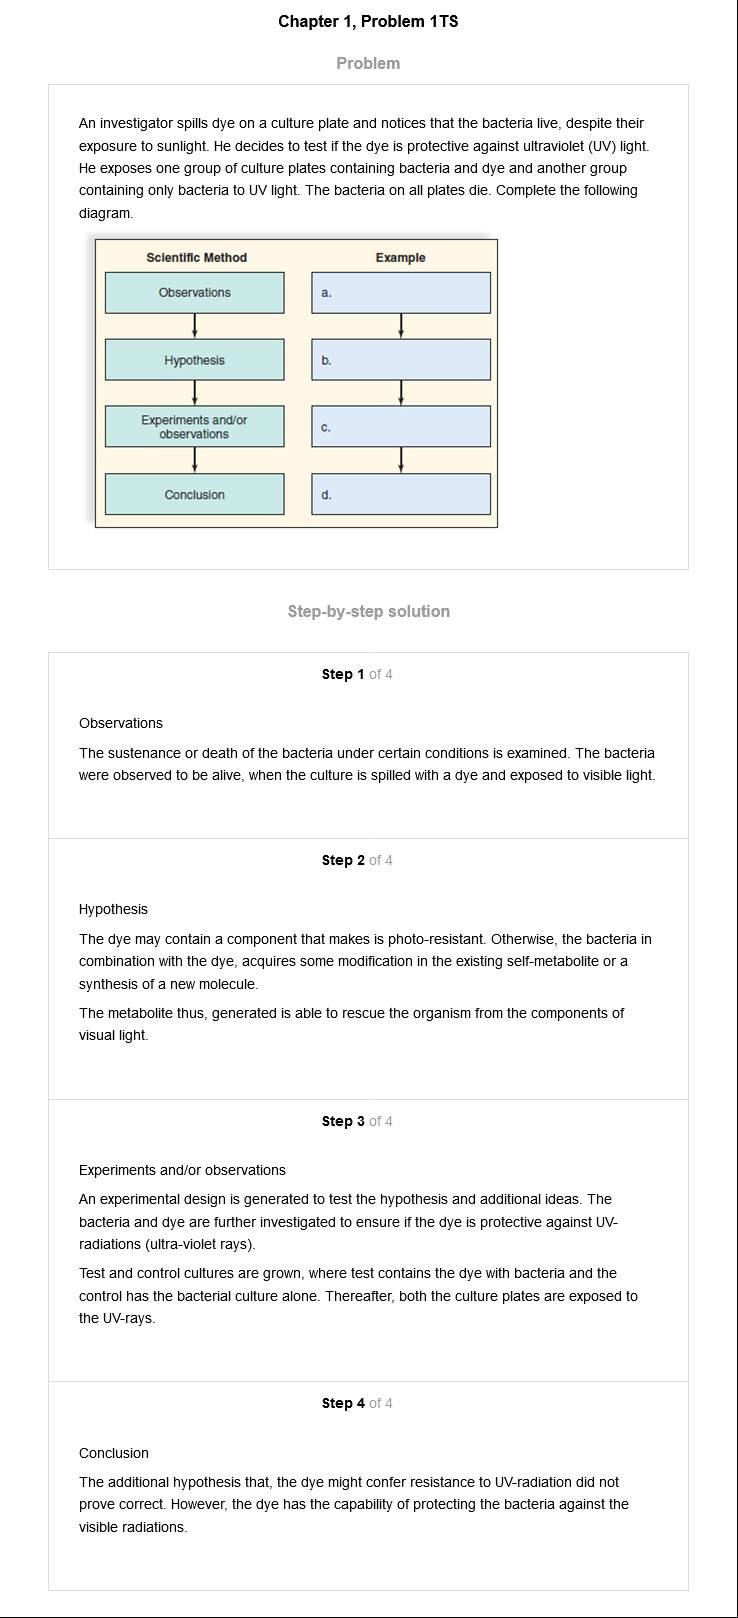 Chapter 1, Problem 1TS
Problem
An investigator spills dye on a culture plate and notices that the bacteria live, despite their
exposure to sunlight. He decides to test if the dye is protective against ultraviolet (UV) light.
He exposes one group of culture plates containing bacteria and dye and another group
containing only bacteria to UV light. The bacteria on all plates die. Complete the following
diagram.
Scientific Method
Example
Observations
a.
Hypothesis
b.
Experiments and/or
observations
c.
Conclusion
d.
Step-by-step solution
Step 1 of 4
Observations
The sustenance or death of the bacteria under certain conditions is examined. The bacteria
were observed to be alive, when the culture is spilled with a dye and exposed to visible light.
Step 2 of 4
Hypothesis
The dye may contain a component that makes is photo-resistant. Otherwise, the bacteria in
combination with the dye, acquires some modification in the existing self-metabolite or a
synthesis of a new molecule.
The metabolite thus, generated is able to rescue the organism from the components of
visual light.
Step 3 of 4
Experiments and/or observations
An experimental design is generated to test the hypothesis and additional ideas. The
bacteria and dye are further investigated to ensure if the dye is protective against UV-
radiations (ultra-violet rays).
Test and control cultures are grown, where test contains the dye with bacteria and the
control has the bacterial culture alone. Thereafter, both the culture plates are exposed to
the UV-rays.
Step 4 of 4
Conclusion
The additional hypothesis that, the dye might confer resistance to UV-radiation did not
prove correct. However, the dye has the capability of protecting the bacteria against the
visible radiations.